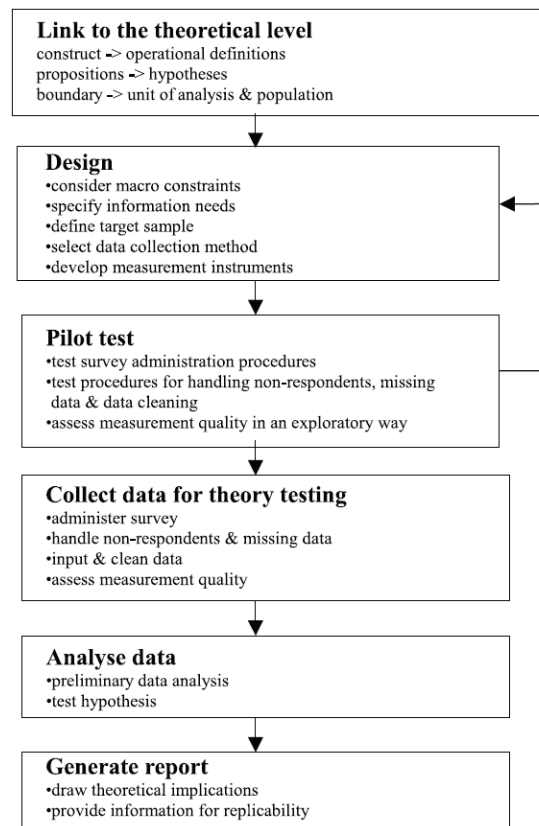 Link to the theoretical level
construct -> operational definitions
propositions -> hypotheses
boundary -> unit of analysis & population
Design
•consider macro constraints
•specify information needs
•define target sample
•select data collection method
•develop measurement instruments
Pilot test
•test survey administration procedures
•test procedures for handling non-respondents, missing
data & data cleaning
•assess measurement quality in an exploratory way
Collect data for theory testing
•administer survey
•handle non-respondents & missing data
•input & clean data
•assess measurement quality
Analyse data
•preliminary data analysis
•test hypothesis
Generate report
•draw theoretical implications
•provide information for replicability